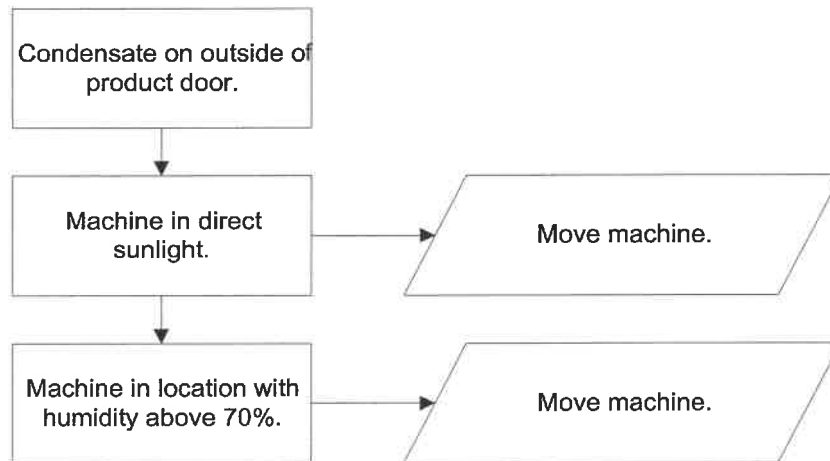 Condensate on outside of
product door.
Machine in direct
sunlight.
Move machine.
Machine in location with
humidity above 70%.
Move machine.